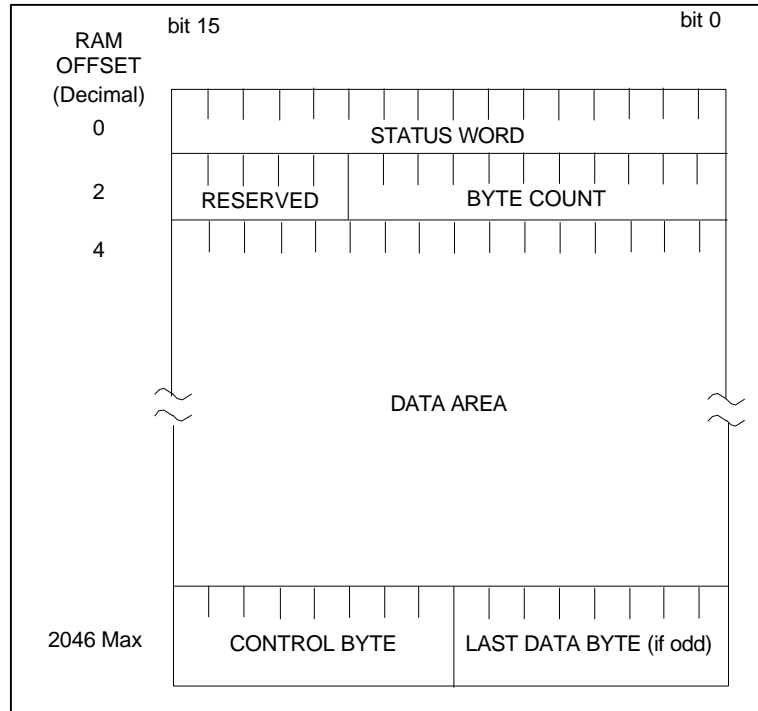 bit 15 bit 0
RAM
OFFSET
(Decimal)
0 STATUS WORD
2 RESERVED BYTE COUNT
4
DATA AREA
2046 Max CONTROL BYTE LAST DATA BYTE (if odd)